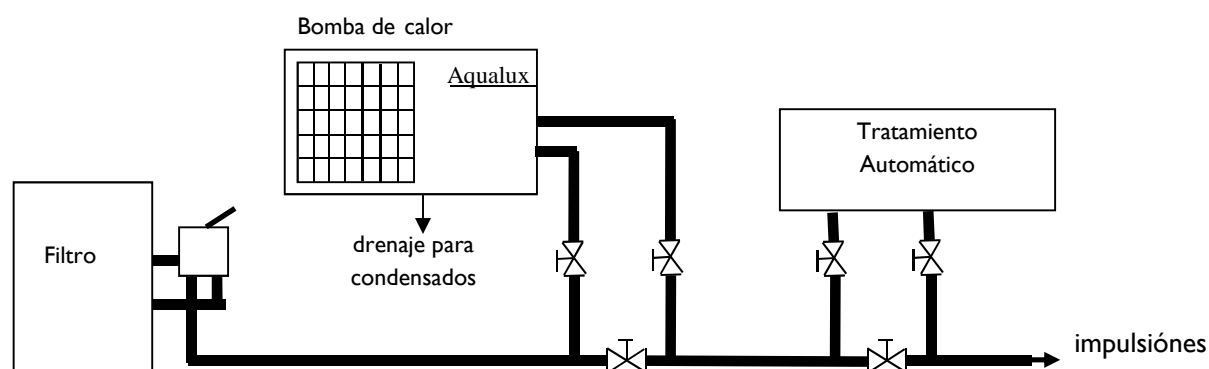 Bomba de calor
Aqualux
Tratamiento
Automático
Filtro
drenaje para
condensados
impulsiónes